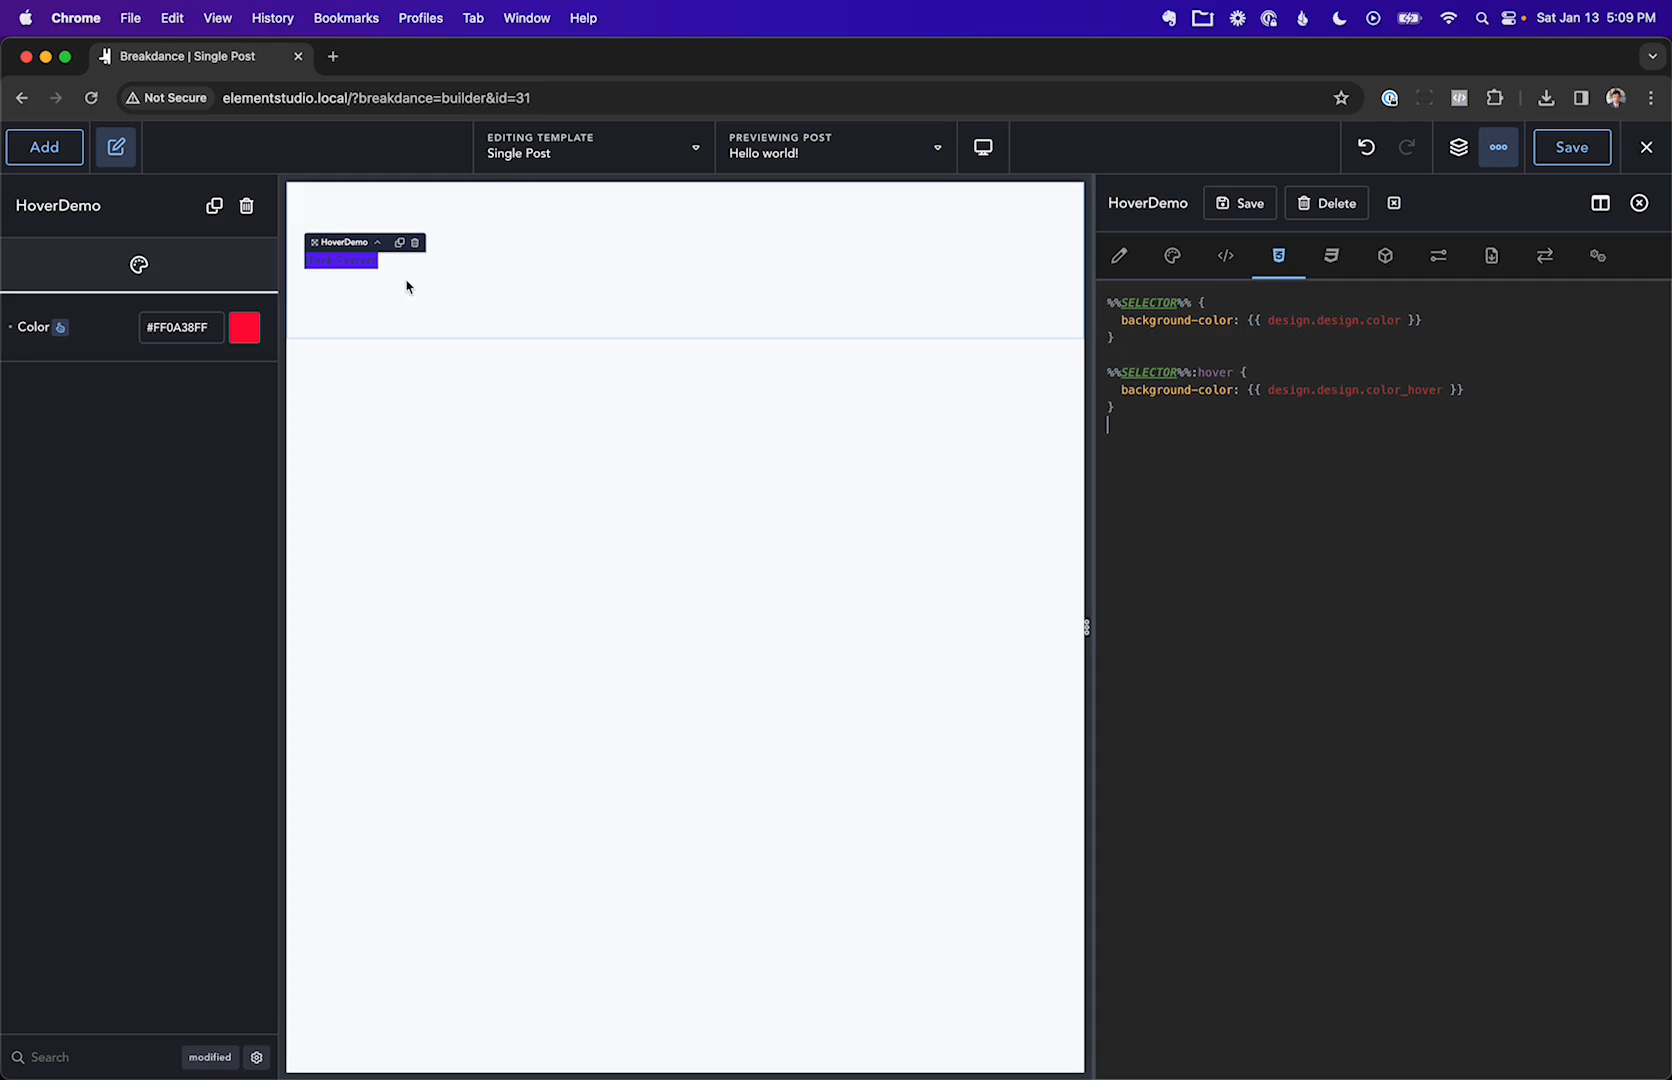 Chrome File Edit View History Bookmarks Profiles Tab Window Help Sat Jan 13 5:09 PM
Breakdance | Single Post
Not Secure elementstudio.local/?breakdance=builder&id=31
Add
EDITING TEMPLATE
Single Post
PREVIEWING POST
Hello world!
Save
HoverDemo
Color #FF0A38FF
HoverDemo
HoverDemo Save Delete
%%SELECTOR%% {
background-color: {{ design.design.color }}
}
%%SELECTOR%%:hover {
background-color: {{ design.design.color_hover }}
}
Search modified